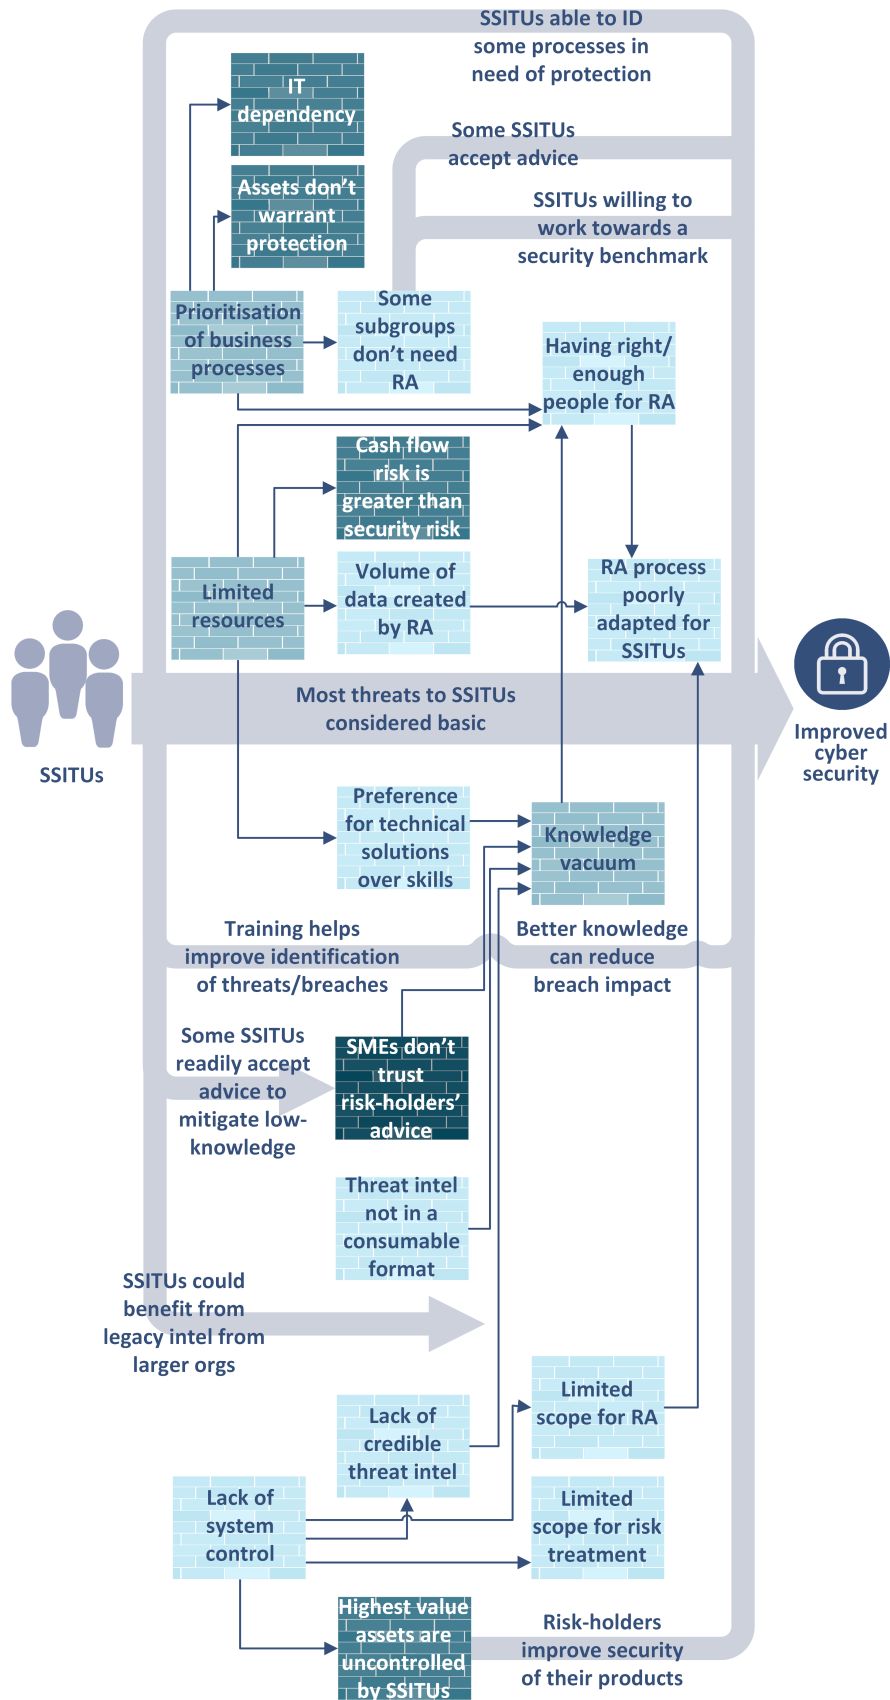 SSITUs able to ID
some processes in
need of protection
IT
dependency
Some SSITUs
accept advice
Assets don't
warrant
protection
SSITUs willing to
work towards a
security benchmark
Prioritisation
of business
processes
Some
subgroups
don't need
RA
Having right/
enough
people for RA
Cash flow
risk is
greater than
security risk
Limited
resources
Volume of
data created
by RA
RA process
poorly
adapted for
SSITUs
SSITUs
Most threats to SSITUs
considered basic
Improved
cyber
security
Preference
for technical
solutions
over skills
Knowledge
vacuum
Training helps
improve identification
of threats/breaches
Better knowledge
can reduce
breach impact
Some SSITUs
readily accept
advice to
mitigate low-
knowledge
SMEs don't
trust
risk-holders'
advice
Threat intel
not in a
consumable
format
SSITUs could
benefit from
legacy intel from
larger orgs
Limited
scope for RA
Lack of
credible
threat intel
Lack of
system
control
Limited
scope for risk
treatment
Highest value
assets are
uncontrolled
by SSITUs
Risk-holders
improve security
of their products